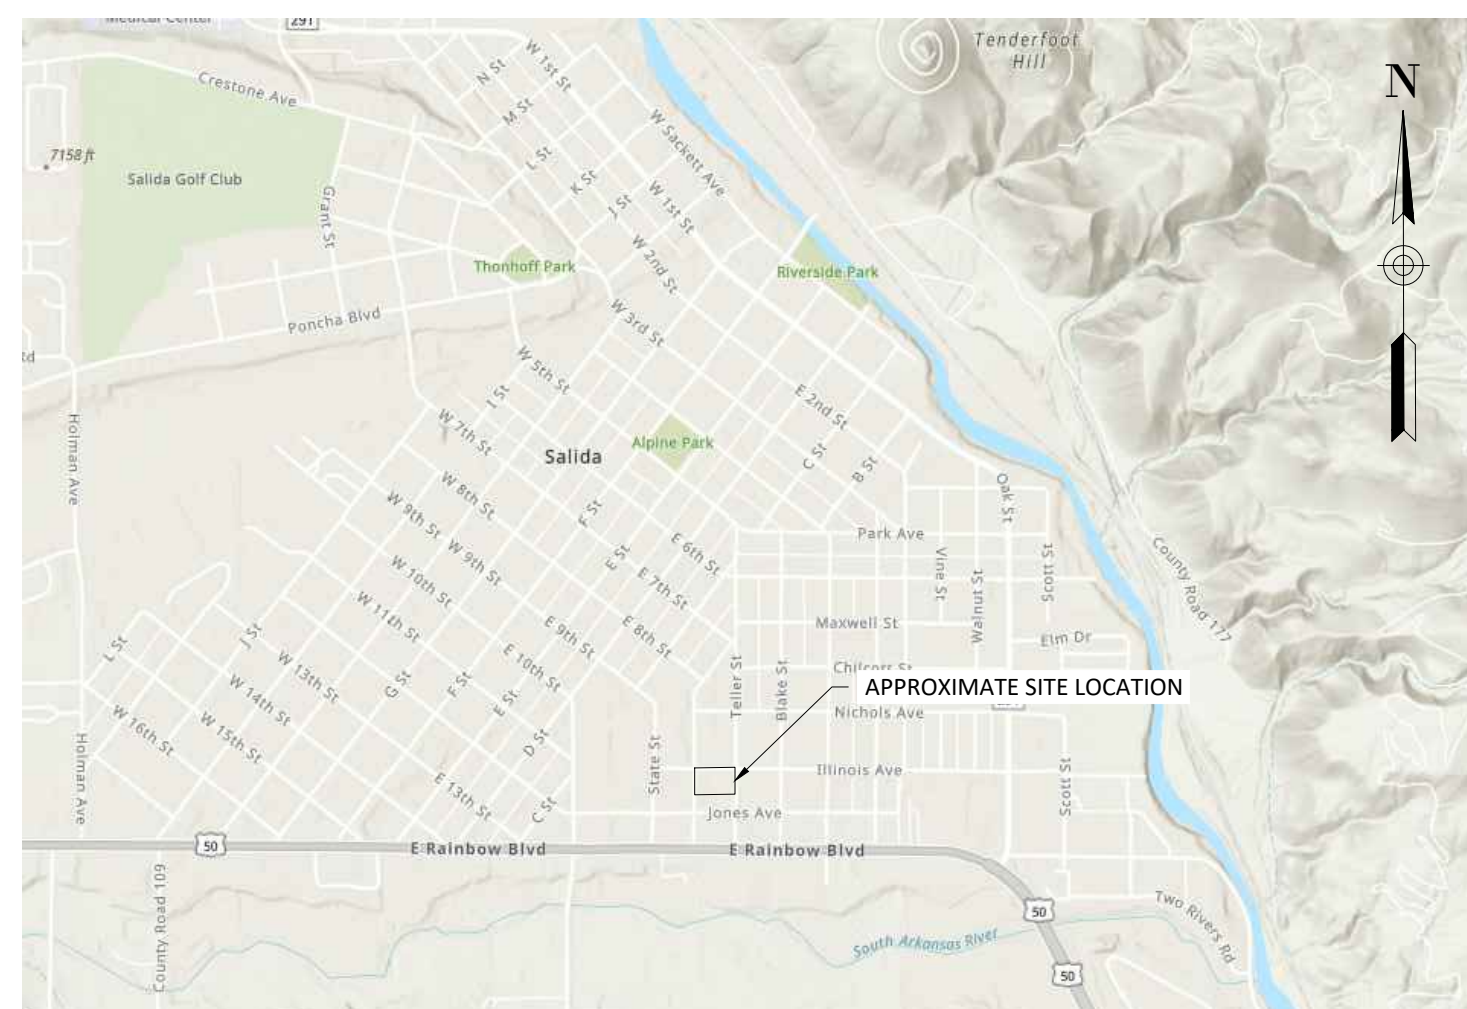 Medical Center
291
Tenderfoot
Hill
N
W 1st St
N St
Crestone Ave
M St
W Sackett Ave
7158 ft
L St
Salida Golf Club
K St
J St
W 1st St
Grant St
W 2nd St
Thonhoff Park
Riverside Park
Poncha Blvd
W 3rd St
Rd
W 5th St
I St
E 2nd St
Holman Ave
W 7th St
Alpine Park
Salida
C St
B St
W 8th St
Oak St
W 9th St
F St
Park Ave
E 6th St
W 9th St
E St
Vine St
Scott St
County Road 177
W 10th St
E 7th St
Walnut St
W 11th St
E 9th St
E 8th St
Maxwell St
Elm Dr
L St
J St
W 13th St
E 10th St
Teller St
Blake St
APPROXIMATE SITE LOCATION
G St
F St
E St
W 14th St
Nichols Ave
W 16th St
W 15th St
D St
Holman Ave
State St
Illinois Ave
Scott St
E 13th St
C St
Jones Ave
50
E Rainbow Blvd
E Rainbow Blvd
County Road 109
50
Two Rivers Rd
South Arkansas River
50